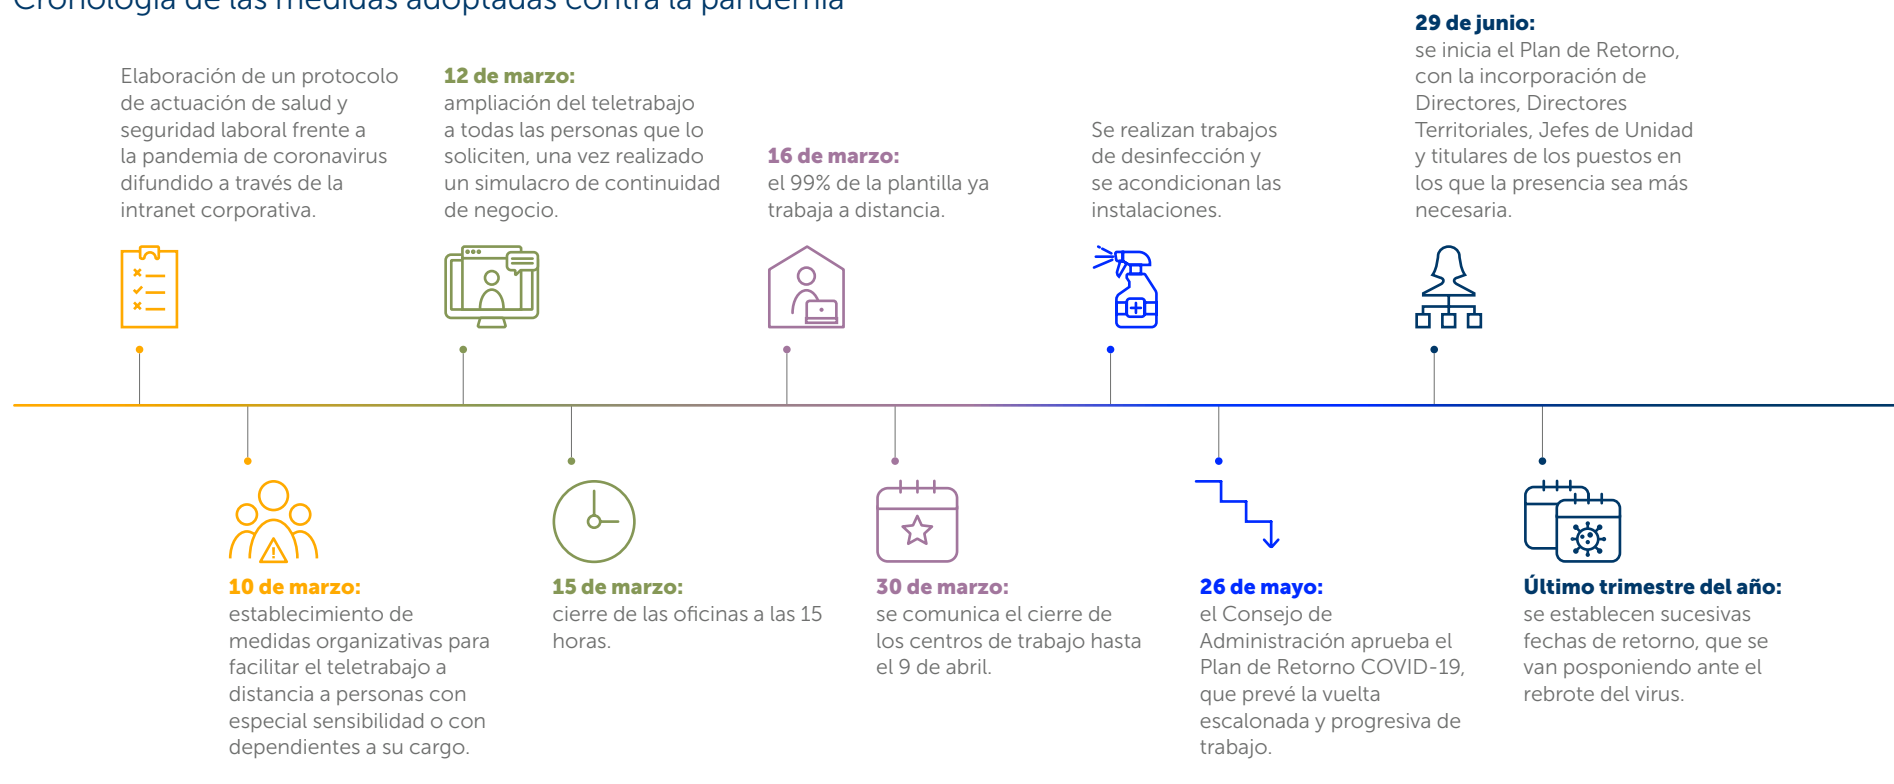 Cronología de las medidas adoptadas contra la pandemia
Elaboración de un protocolo
de actuación de salud y
seguridad laboral frente a
la pandemia de coronavirus
difundido a través de la
intranet corporativa.
10 de marzo:
establecimiento de
medidas organizativas para
facilitar el teletrabajo a
distancia a personas con
especial sensibilidad o con
dependientes a su cargo.
12 de marzo:
ampliación del teletrabajo
a todas las personas que lo
soliciten, una vez realizado
un simulacro de continuidad
de negocio.
15 de marzo:
cierre de las oficinas a las 15
horas.
16 de marzo:
el 99% de la plantilla ya
trabaja a distancia.
30 de marzo:
se comunica el cierre de
los centros de trabajo hasta
el 9 de abril.
Se realizan trabajos
de desinfección y
se acondicionan las
instalaciones.
26 de mayo:
el Consejo de
Administración aprueba el
Plan de Retorno COVID-19,
que prevé la vuelta
escalonada y progresiva de
trabajo.
29 de junio:
se inicia el Plan de Retorno,
con la incorporación de
Directores, Directores
Territoriales, Jefes de Unidad
y titulares de los puestos en
los que la presencia sea más
necesaria.
Último trimestre del año:
se establecen sucesivas
fechas de retorno, que se
van posponiendo ante el
rebrote del virus.